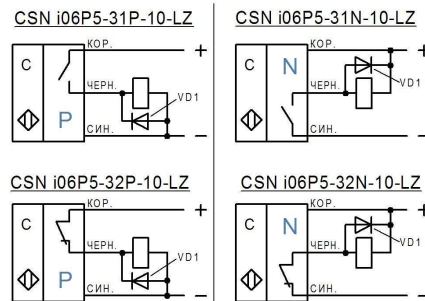 CSN i06P5-31P-10-LZ
КОР.
+
C
ЧЕРН.
VD1
P
СИН.
−
CSN i06P5-31N-10-LZ
КОР.
+
C
N
VD1
ЧЕРН.
СИН.
−
CSN i06P5-32P-10-LZ
КОР.
+
C
ЧЕРН.
VD1
P
СИН.
−
CSN i06P5-32N-10-LZ
КОР.
+
C
N
VD1
ЧЕРН.
СИН.
−